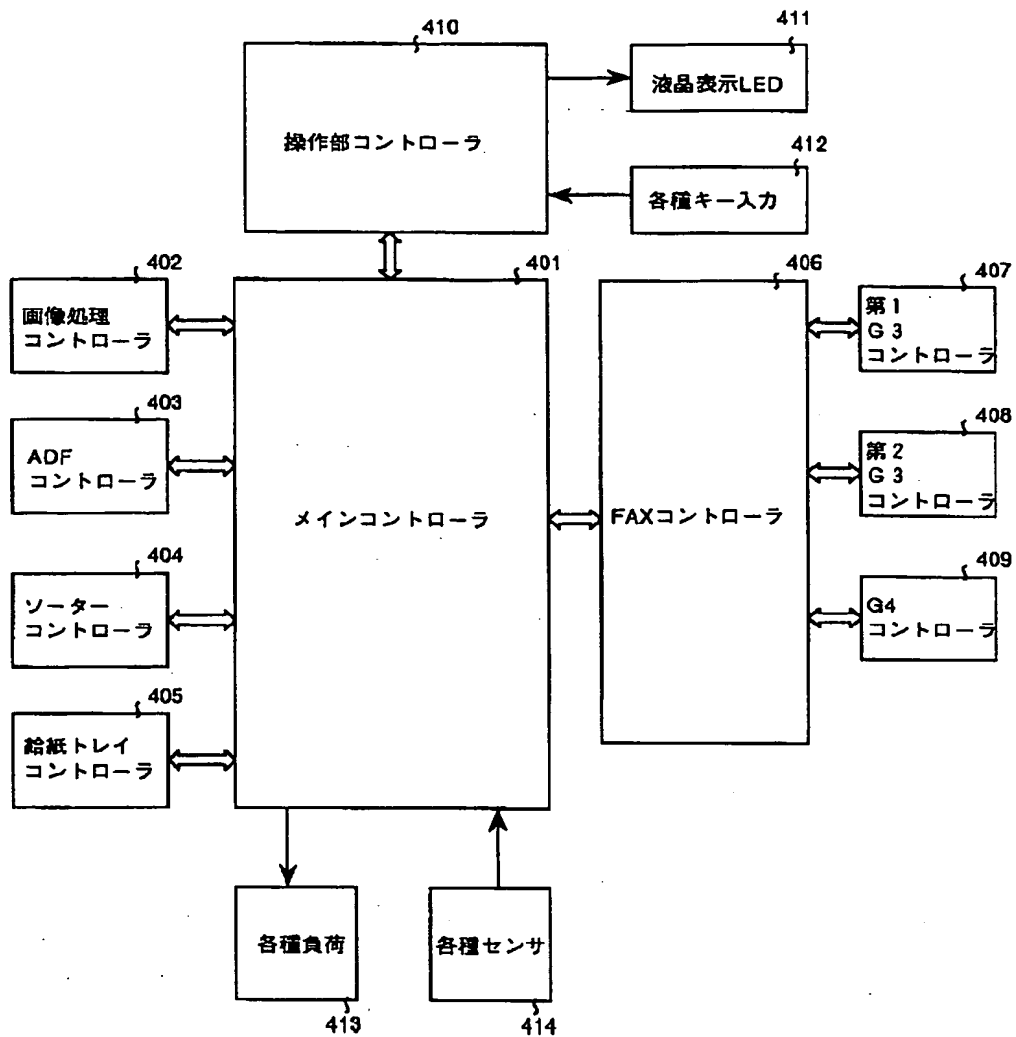 410
操作部コントローラ
411
液晶表示LED
412
各種キー入力
402
画像処理
コントローラ
403
ADF
コントローラ
404
ソーター
コントローラ
405
給紙トレイ
コントローラ
401
メインコントローラ
406
FAXコントローラ
407
第1
G3
コントローラ
408
第2
G3
コントローラ
409
G4
コントローラ
各種負荷
413
各種センサ
414